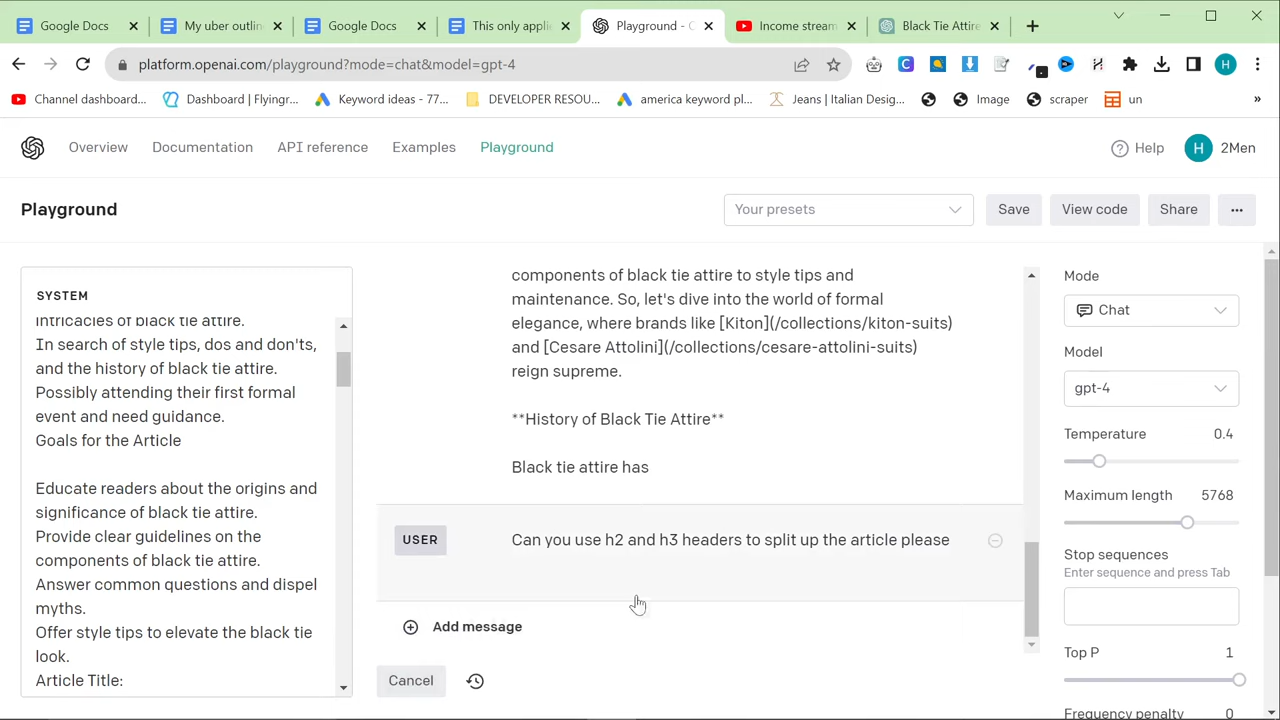 Google Docs
My uber outlin
Google Docs
This only appli
Playground - O
Income stream
Black Tie Attire
platform.openai.com/playground?mode=chat&model=gpt-4
H
Channel dashboard...
Dashboard | Flyingr...
Keyword ideas - 77...
DEVELOPER RESOU...
america keyword pl...
Jeans | Italian Desig...
Image
scraper
un
»
Overview
Documentation
API reference
Examples
Playground
Help
H
2Men
Playground
Your presets
Save
View code
Share
...
SYSTEM
intricacies of black tie attire.
In search of style tips, dos and don'ts,
and the history of black tie attire.
Possibly attending their first formal
event and need guidance.
Goals for the Article
Educate readers about the origins and
significance of black tie attire.
Provide clear guidelines on the
components of black tie attire.
Answer common questions and dispel
myths.
Offer style tips to elevate the black tie
look.
Article Title:
components of black tie attire to style tips and
maintenance. So, let's dive into the world of formal
elegance, where brands like [Kiton](/collections/kiton-suits)
and [Cesare Attolini](/collections/cesare-attolini-suits)
reign supreme.
**History of Black Tie Attire**
Black tie attire has
USER
Can you use h2 and h3 headers to split up the article please
Add message
Cancel
Mode
Chat
Model
gpt-4
Temperature 0.4
Maximum length 5768
Stop sequences
Enter sequence and press Tab
Top P 1
Frequency penalty 0